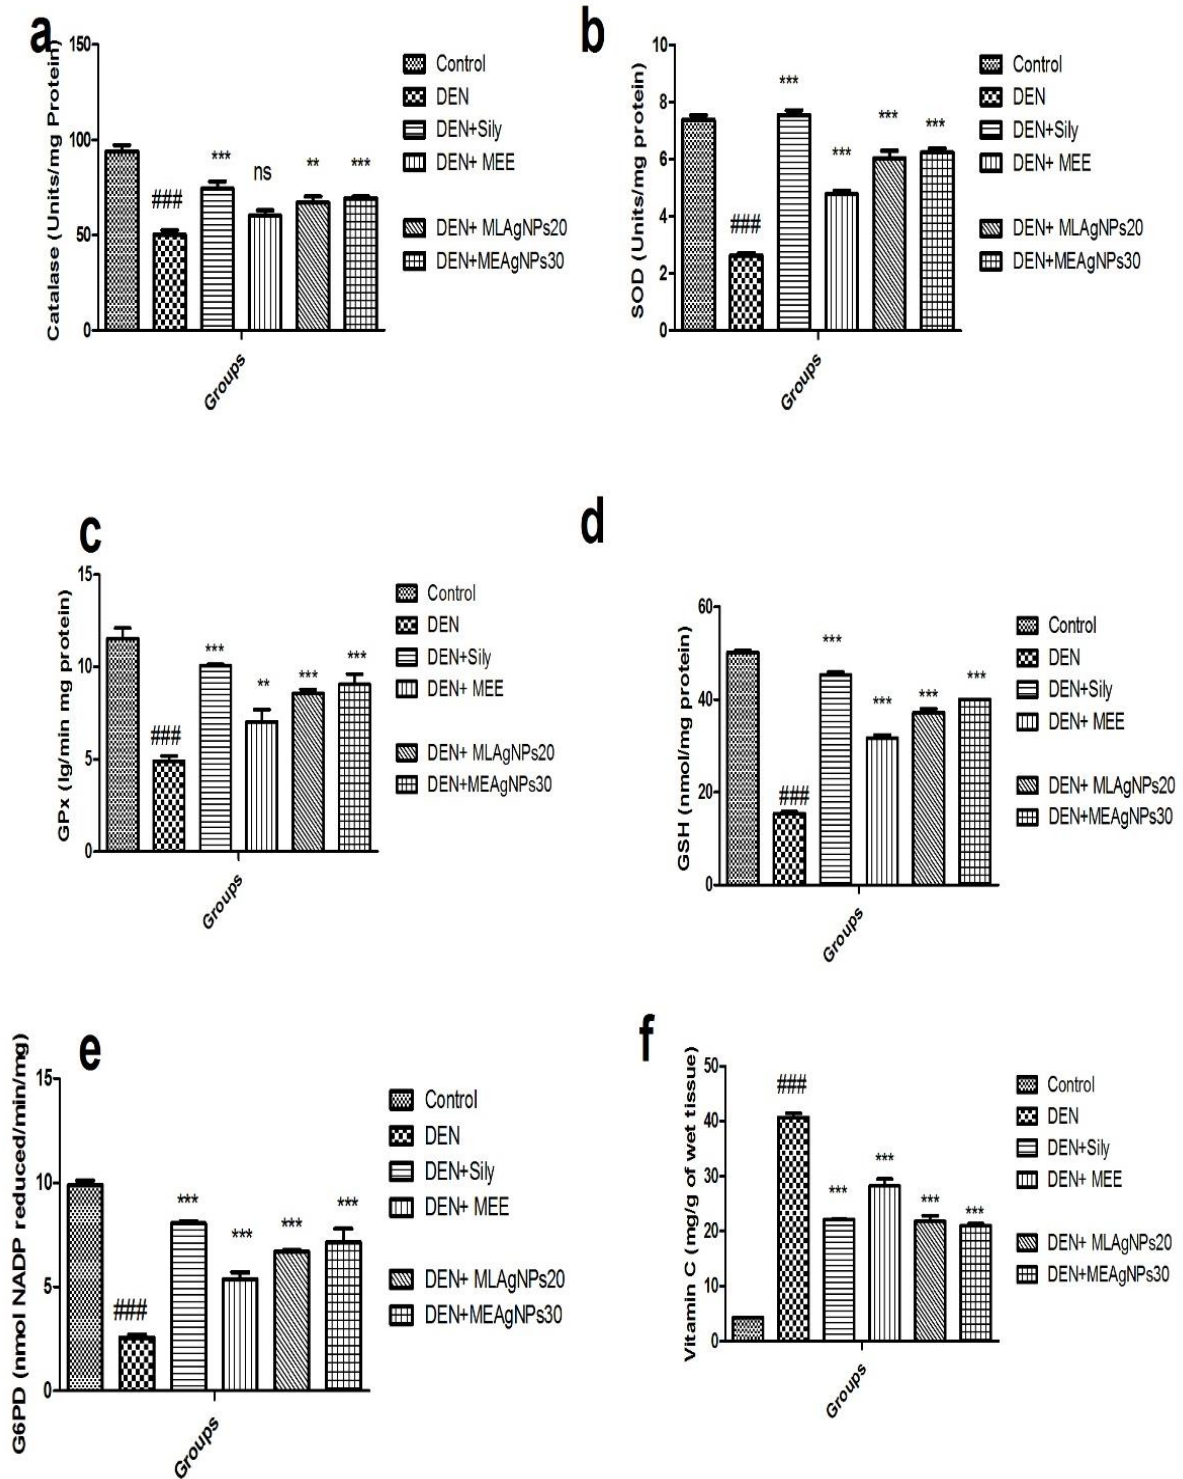 a
Catalase (Units/mg Protein)
150
100
50
0
###
***
ns
**
***
Groups
Control
DEN
DEN+Sily
DEN+ MEE
DEN+ MLAgNPs20
DEN+MEAgNPs30
b
SOD (Units/mg protein)
10
8
6
4
2
0
###
***
***
***
***
Groups
Control
DEN
DEN+Sily
DEN+ MEE
DEN+ MLAgNPs20
DEN+MEAgNPs30
c
GPx (Ig/min mg protein)
15
10
5
0
###
***
**
***
***
Groups
Control
DEN
DEN+Sily
DEN+ MEE
DEN+ MLAgNPs20
DEN+MEAgNPs30
d
GSH (nmol/mg protein)
60
40
20
0
###
***
***
***
***
Groups
Control
DEN
DEN+Sily
DEN+ MEE
DEN+ MLAgNPs20
DEN+MEAgNPs30
e
G6PD (nmol NADP reduced/min/mg)
15
10
5
0
###
***
***
***
***
Groups
Control
DEN
DEN+Sily
DEN+ MEE
DEN+ MLAgNPs20
DEN+MEAgNPs30
f
Vitamin C (mg/g of wet tissue)
50
40
30
20
10
0
###
***
***
***
***
Groups
Control
DEN
DEN+Sily
DEN+ MEE
DEN+ MLAgNPs20
DEN+MEAgNPs30